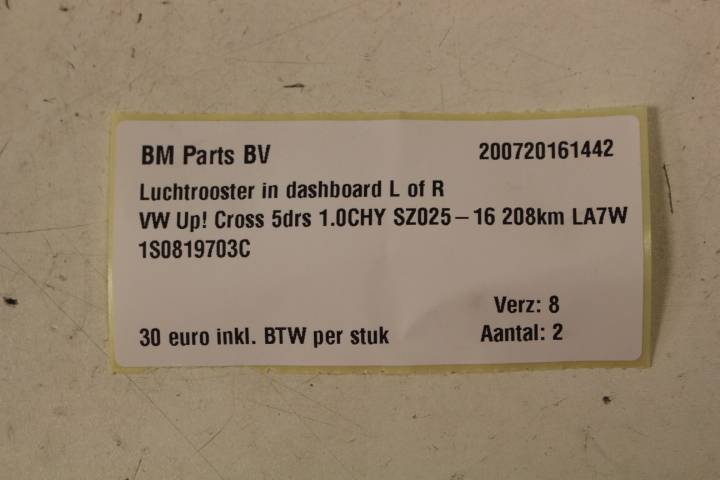 BM Parts BV 200720161442
Luchtrooster in dashboard L of R
VW Up! Cross 5drs 1.0CHY SZ025-16 208km LA7W
1S0819703C
Verz: 8
30 euro inkl. BTW per stuk Aantal: 2